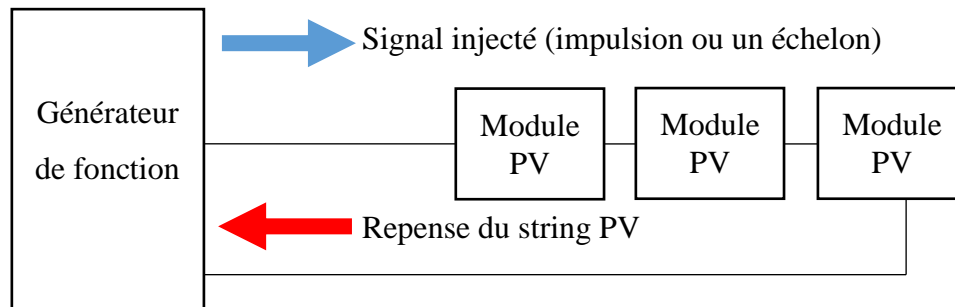 Signal injecté (impulsion ou un échelon)
Générateur
de fonction
Module
PV
Module
PV
Module
PV
Repense du string PV